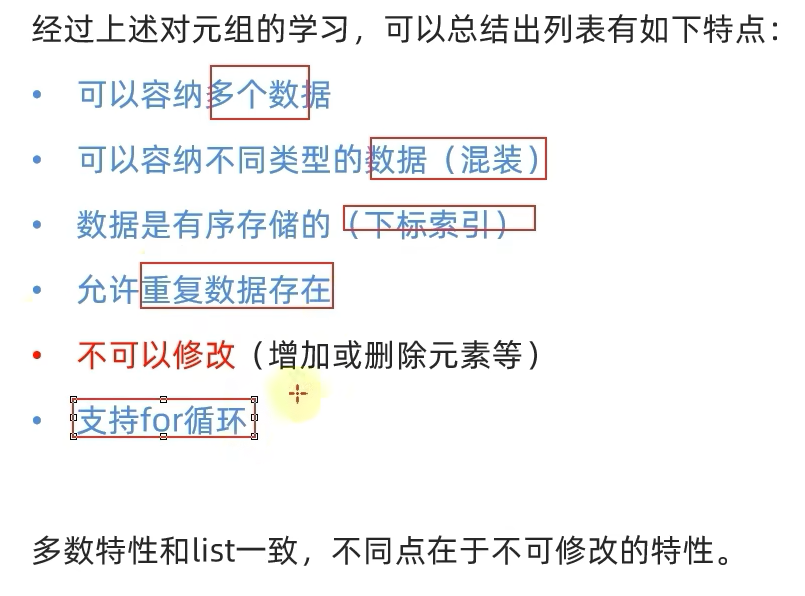 经过上述对元组的学习，可以总结出列表有如下特点：
• 可以容纳多个数据
• 可以容纳不同类型的数据（混装）
• 数据是有序存储的（下标索引）
• 允许重复数据存在
• 不可以修改（增加或删除元素等）
• 支持for循环
多数特性和list一致，不同点在于不可修改的特性。